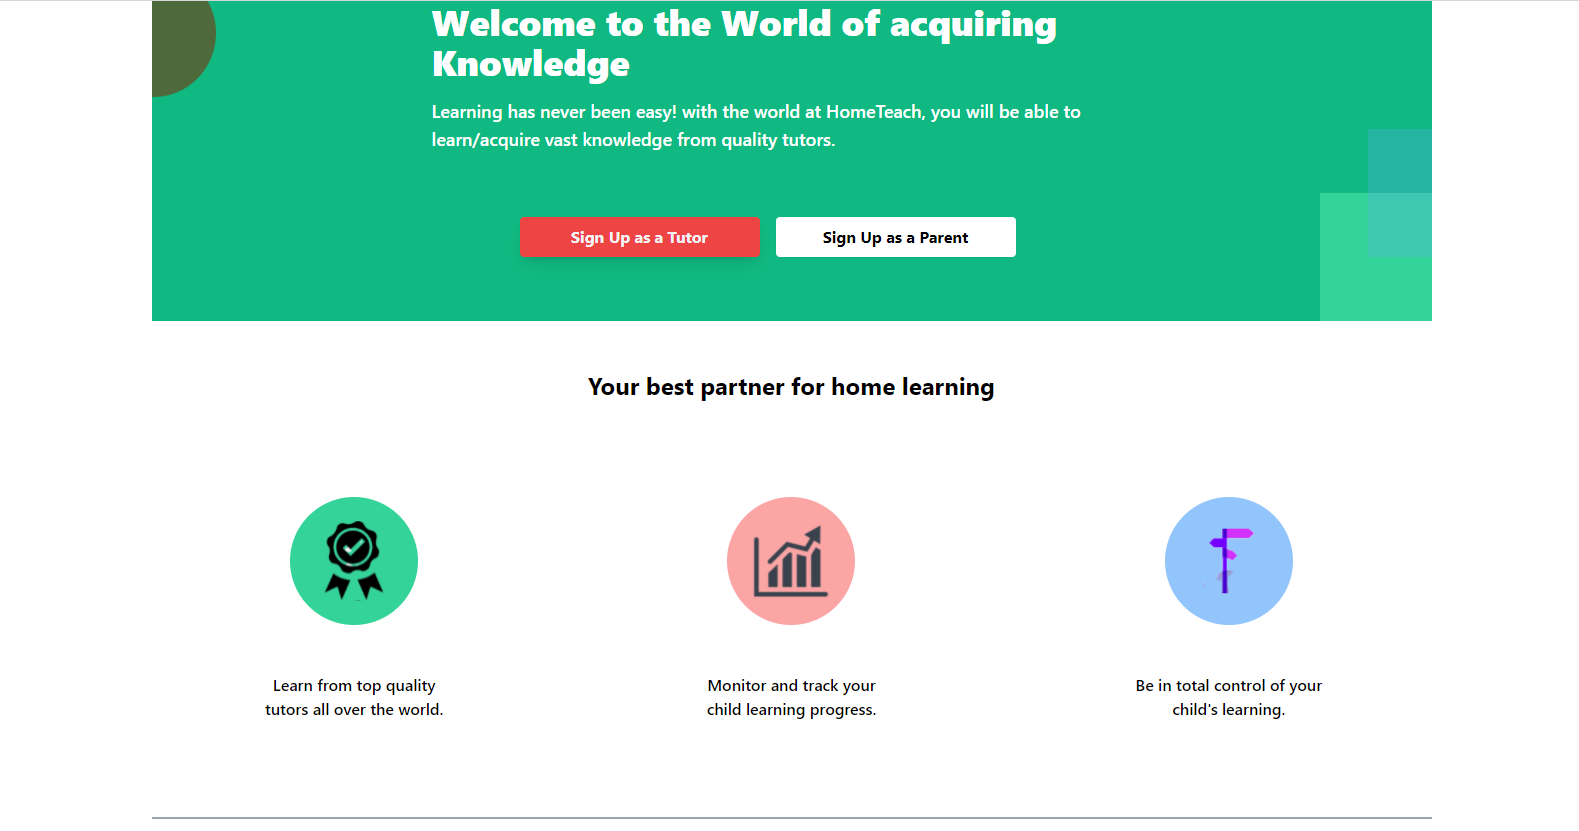 Welcome to the World of acquiring
Knowledge
Learning has never been easy! with the world at HomeTeach, you will be able to
learn/acquire vast knowledge from quality tutors.
Sign Up as a Tutor
Sign Up as a Parent
Your best partner for home learning
Learn from top quality
tutors all over the world.
Monitor and track your
child learning progress.
Be in total control of your
child's learning.